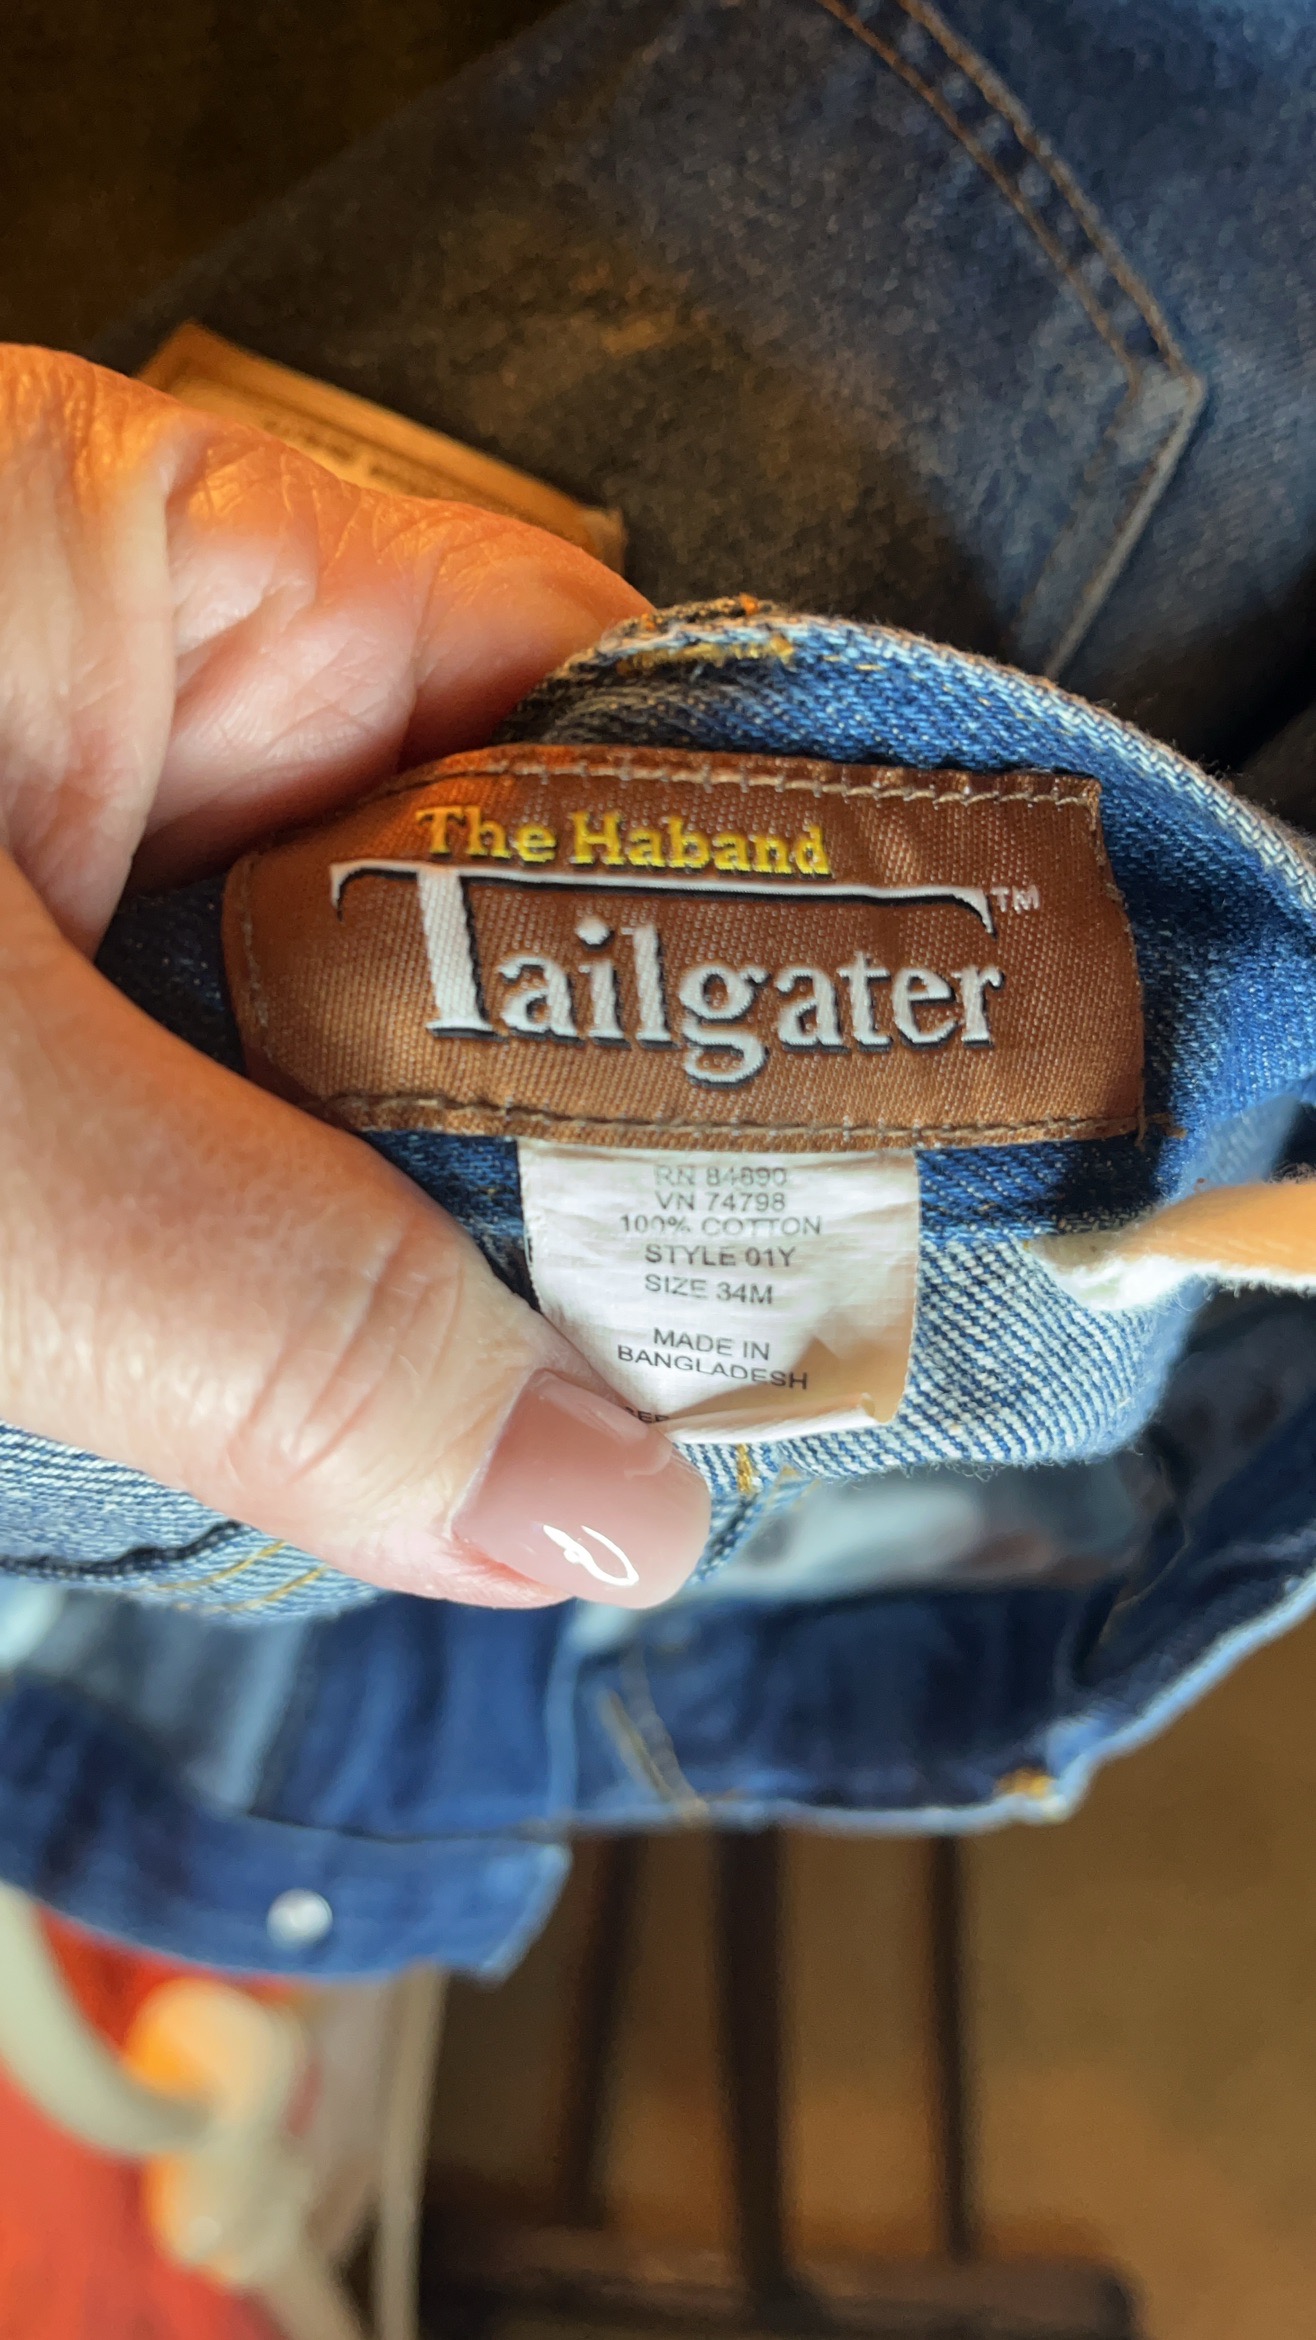 The Haband
Tailgater™
RN 84890
VN 74798
100% COTTON
STYLE 01Y
SIZE 34M
MADE IN
BANGLADESH